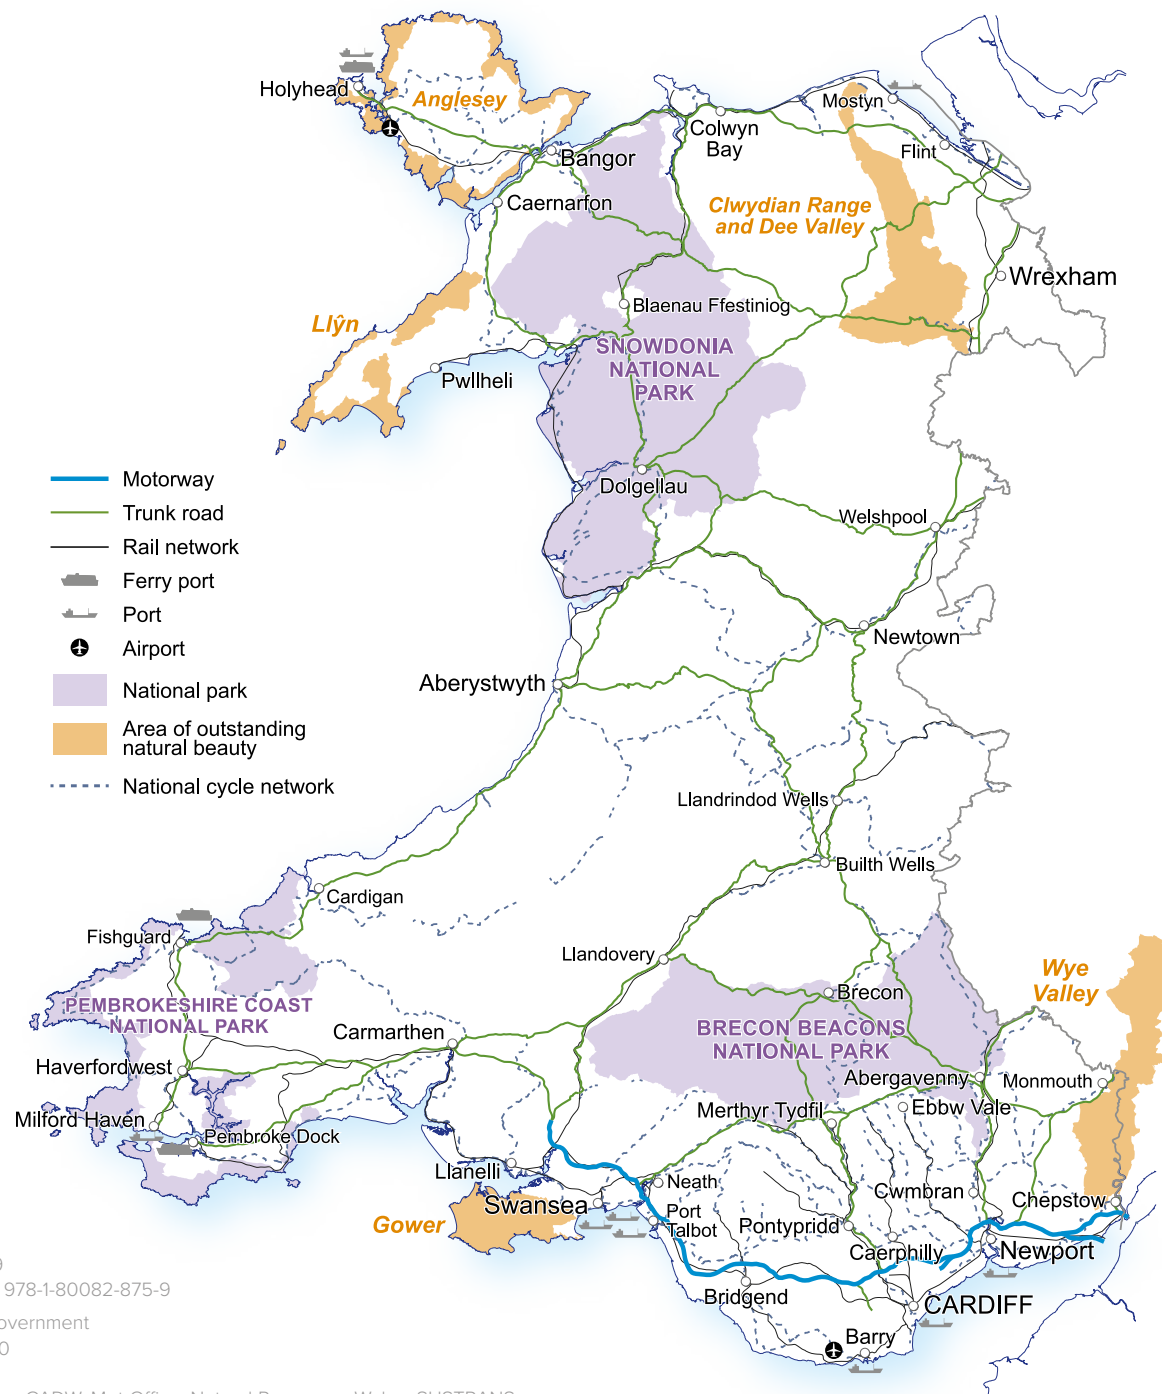 Holyhead
Anglesey
Mostyn
Colwyn
Bay
Flint
Bangor
Caernarfon
Clwydian Range
and Dee Valley
Wrexham
Blaenau Ffestiniog
Llŷn
SNOWDONIA
NATIONAL
PARK
Pwllheli
Dolgellau
Motorway
Trunk road
Rail network
Ferry port
Port
Airport
National park
Area of outstanding
natural beauty
National cycle network
Welshpool
Newtown
Aberystwyth
Llandrindod Wells
Builth Wells
Cardigan
Fishguard
Llandovery
Brecon
Wye
Valley
PEMBROKESHIRE COAST
NATIONAL PARK
Carmarthen
BRECON BEACONS
NATIONAL PARK
Haverfordwest
Abergavenny
Monmouth
Milford Haven
Pembroke Dock
Merthyr Tydfil
Ebbw Vale
Llanelli
Neath
Cwmbran
Chepstow
Swansea
Gower
Port
Talbot
Pontypridd
Caerphilly
Newport
Bridgend
CARDIFF
Barry
9
978-1-80082-875-9
overnment
0